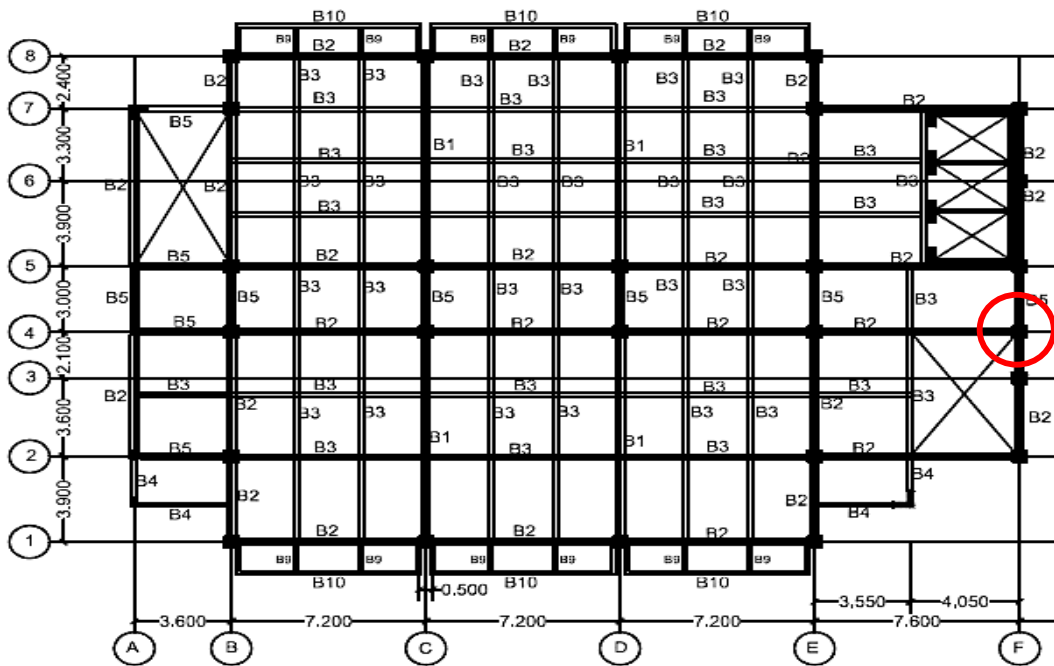 B10 B10 B10
B9 B2 B9 B9 B2 B9 B9 B2 B9
8
B2 B3 B3 B3 B3 B3 B3 B2
2.400
B3 B3 B3 B2
7
B5
3.300
B1 B1
B3 B3 B3 B3 B2
B2 B2 B3 B3 B3 B3 B3 B3 B3
6
B2
B3 B3 B3
3.900
B5 B2 B2 B2 B2
5
B3 B3 B3 B3 B3 B3 B3
B5 B5 B5 B5 B5
3.000
B5 B2 B2 B2
4
2.100
3
B3 B3 B3 B3 B3
B2 B2 B3 B3 B3 B3 B3 B3 B2 B3
3.600
B2
B1 B1
B5 B3 B3 B3 B2
2
B4 B4
B2 B2
3.900
B4 B4
B2 B2 B2
1
B9 B9 B9 B9 B9 B9
B10 B10 B10
0.500
3.550 4,050
3.600 7.200 7.200 7.200 7.600
A B C D E F